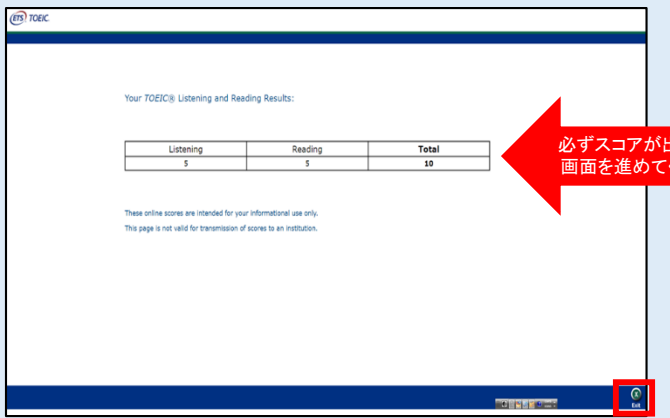 ETS TOEIC.
Your TOEIC® Listening and Reading Results:
Listening Reading Total
5 5 10
必ずスコアが出
画面を進めて
These online scores are intended for your informational use only.
This page is not valid for transmission of scores to an institution.
Exit